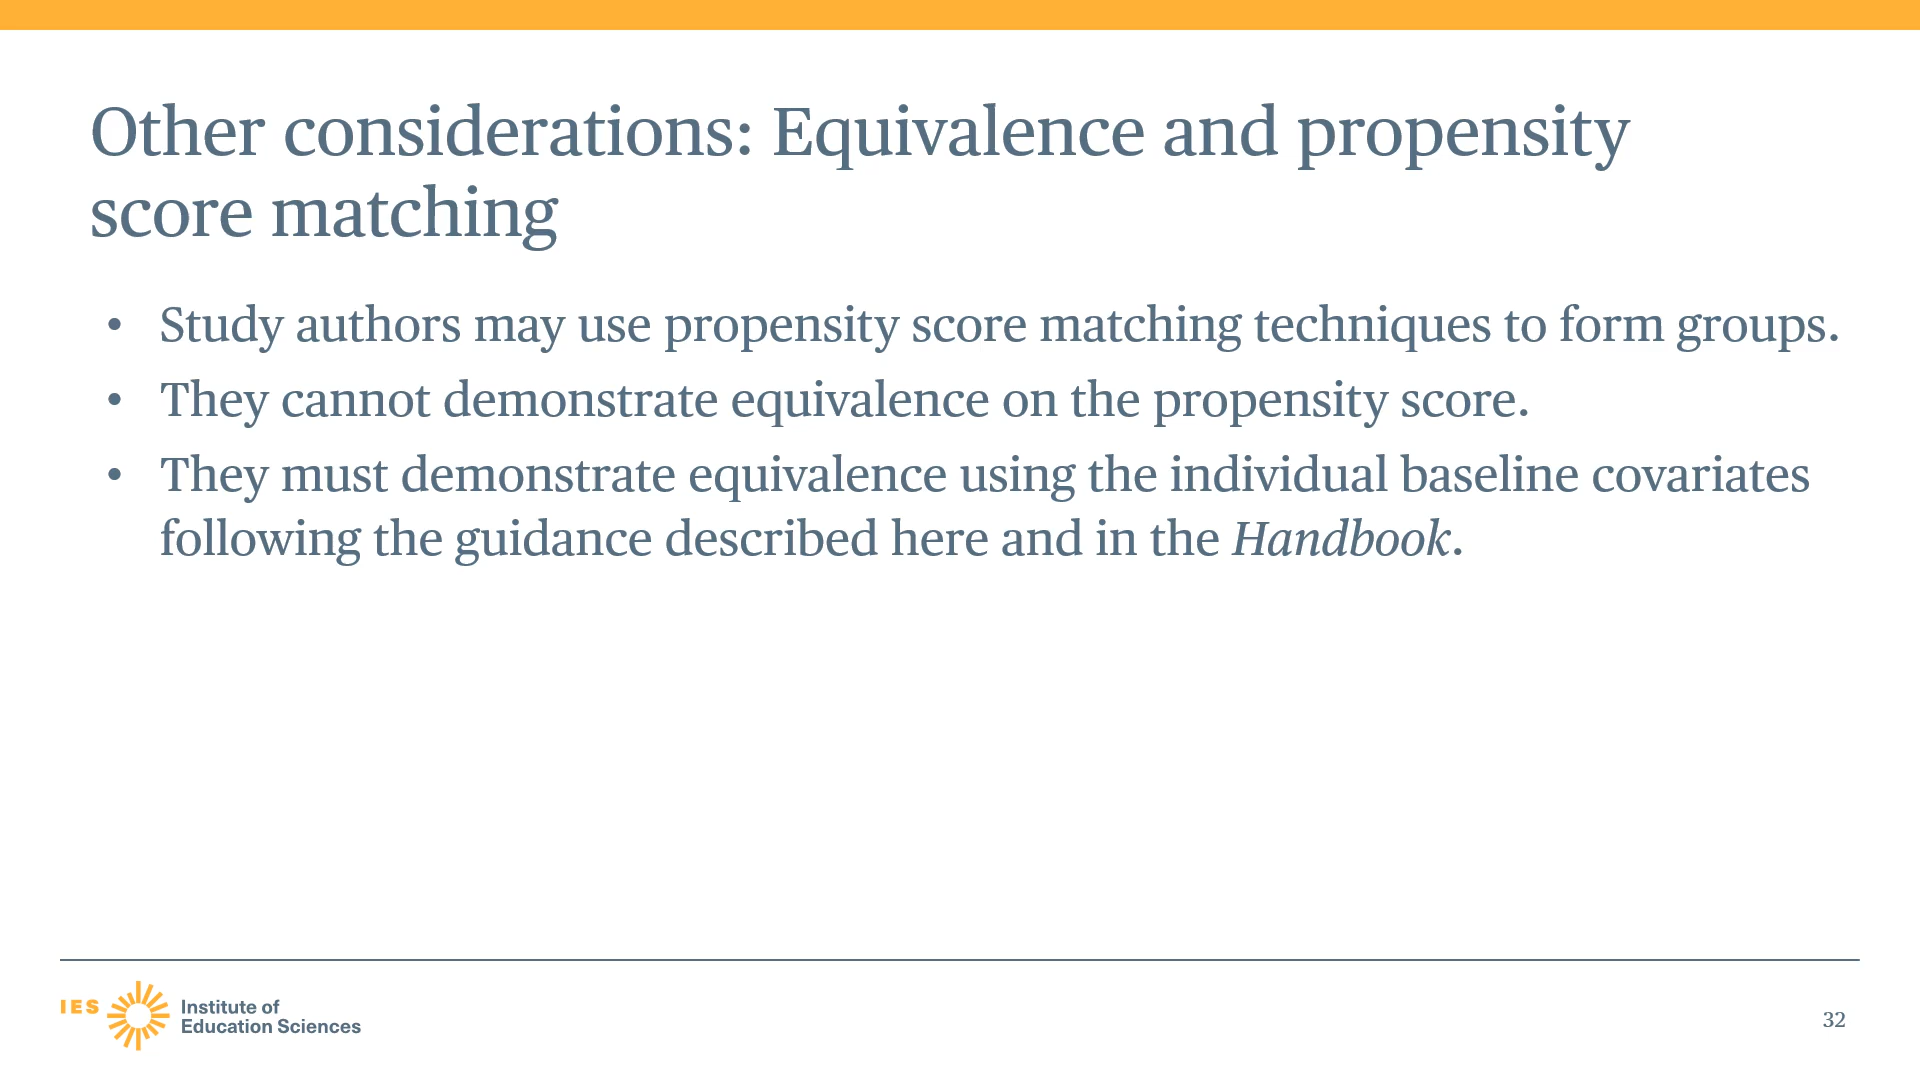 Other considerations: Equivalence and propensity
score matching
• Study authors may use propensity score matching techniques to form groups.
• They cannot demonstrate equivalence on the propensity score.
• They must demonstrate equivalence using the individual baseline covariates
following the guidance described here and in the Handbook.
IES
Institute of
Education Sciences
32